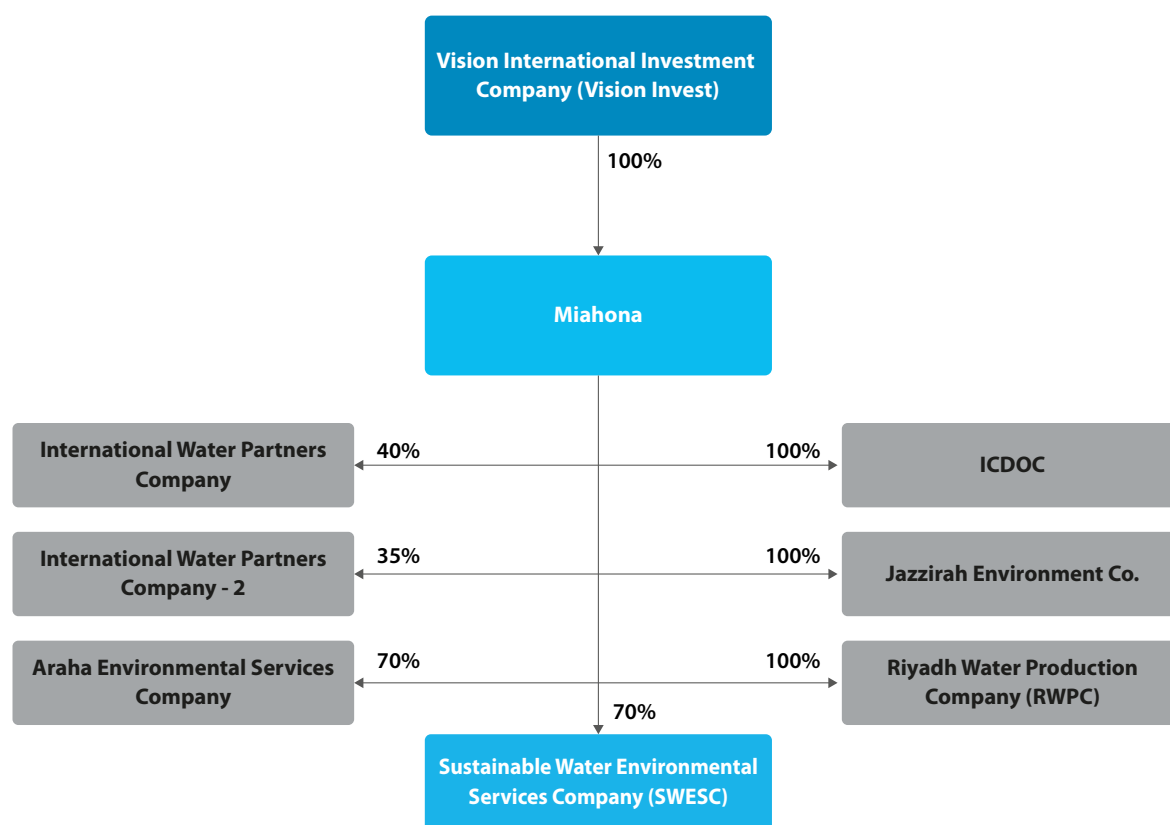 Vision International Investment
Company (Vision Invest)
100%
Miahona
International Water Partners
Company
40%
100%
ICDOC
International Water Partners
Company - 2
35%
100%
Jazzirah Environment Co.
Araha Environmental Services
Company
70%
100%
Riyadh Water Production
Company (RWPC)
70%
Sustainable Water Environmental
Services Company (SWESC)